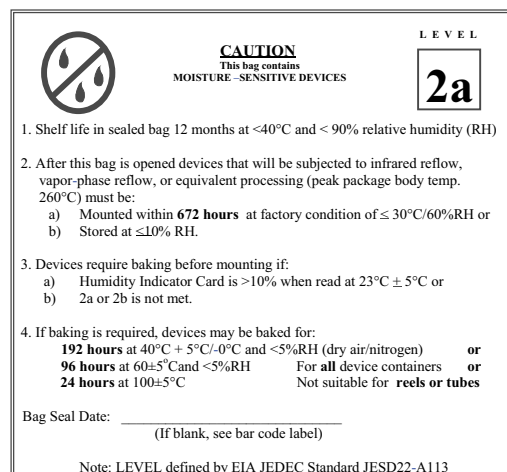 LEVEL
CAUTION
This bag contains
MOISTURE –SENSITIVE DEVICES
2a
1. Shelf life in sealed bag 12 months at <40°C and < 90% relative humidity (RH)
2. After this bag is opened devices that will be subjected to infrared reflow,
vapor-phase reflow, or equivalent processing (peak package body temp.
260°C) must be:
a) Mounted within 672 hours at factory condition of ≤ 30°C/60%RH or
b) Stored at ≤10% RH.
3. Devices require baking before mounting if:
a) Humidity Indicator Card is >10% when read at 23°C ± 5°C or
b) 2a or 2b is not met.
4. If baking is required, devices may be baked for:
192 hours at 40°C + 5°C/-0°C and <5%RH (dry air/nitrogen) or
96 hours at 60±5°Cand <5%RH For all device containers or
24 hours at 100±5°C Not suitable for reels or tubes
Bag Seal Date: ______________________________
(If blank, see bar code label)
Note: LEVEL defined by EIA JEDEC Standard JESD22-A113